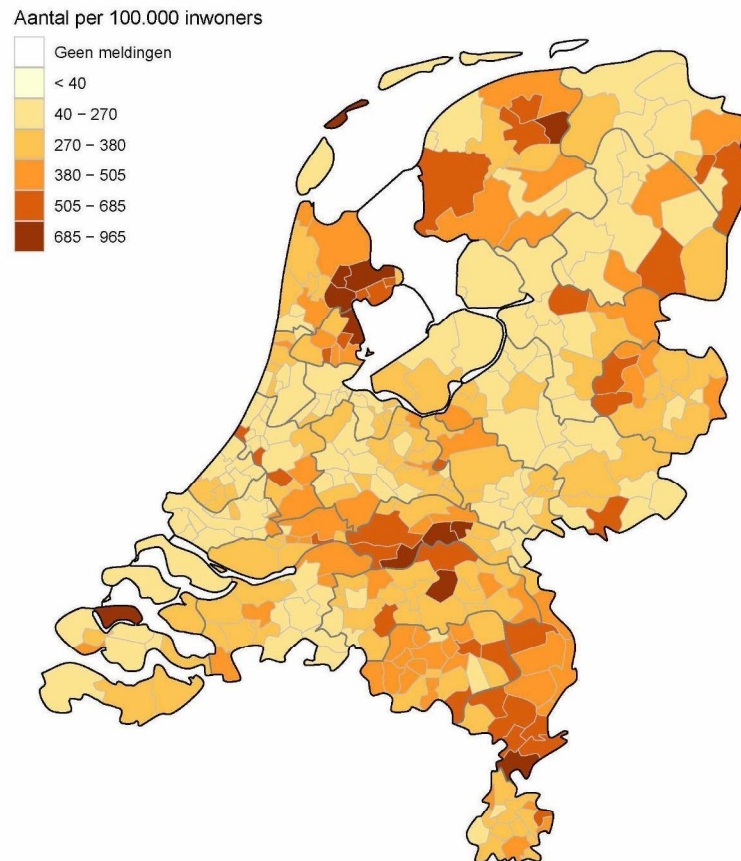 Aantal per 100.000 inwoners
Geen meldingen
< 40
40 – 270
270 – 380
380 – 505
505 – 685
685 – 965